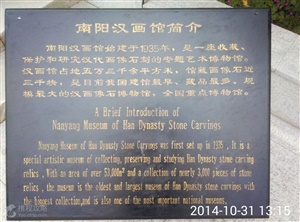 南阳汉画馆简介
南阳汉画馆始建于1935年，是一座收藏、
保护和研究汉代画像石刻的专题艺术博物馆。
汉画馆占地五万三千余平方米，馆藏画像石近
三千块，是目前我国建馆最早、藏品最多、规
模最大的汉画像石博物馆，全国重点博物馆。
A Brief Introduction of
Nanyang Museum of Han Dynasty Stone Carvings
Nanyang Museum of Han Dynasty Stone Carvings was first set up in 1935 . It is a
special artistic museum of collecting, preserving and studying Han Dynasty stone carving
relics . With an area of over 53,000m² and a collection of nearly 3,000 pieces of stone
relics , the museum is the oldest and largest museum of Han Dynasty stone carvings with
the biggest collection,and is also one of the most important national museums.
2014-10-31 13:15